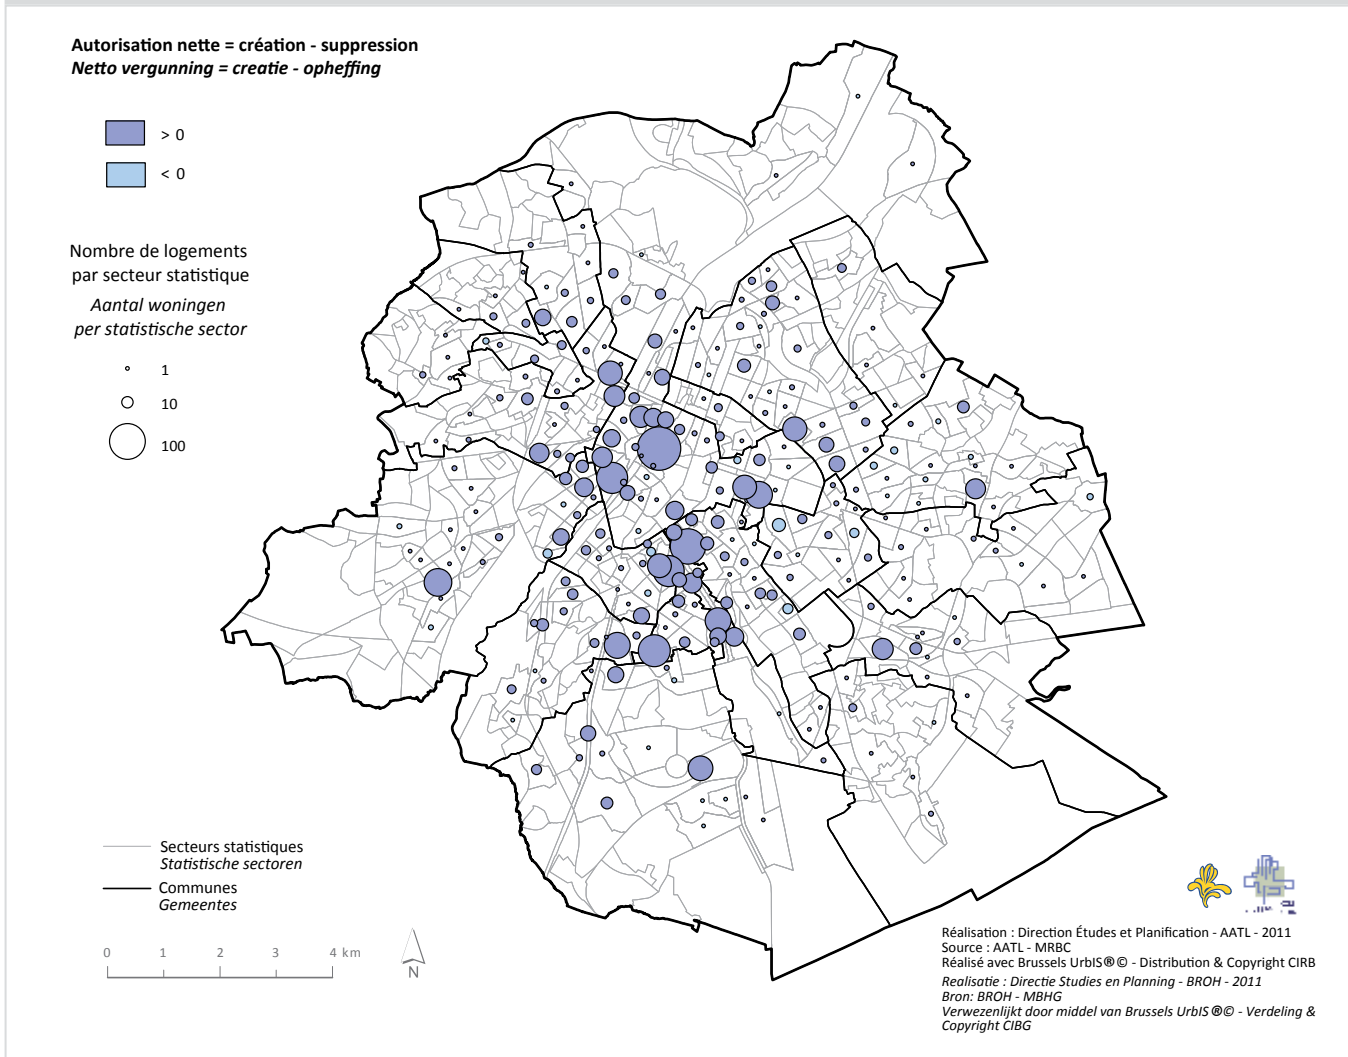 Autorisation nette = création - suppression
Netto vergunning = creatie - opheffing
> 0
< 0
Nombre de logements
par secteur statistique
Aantal woningen
per statistische sector
1
10
100
Secteurs statistiques
Statistische sectoren
Communes
Gemeentes
0 1 2 3 4 km
N
Réalisation : Direction Études et Planification - AATL - 2011
Source : AATL - MRBC
Réalisé avec Brussels UrbIS®© - Distribution & Copyright CIRB
Realisatie : Directie Studies en Planning - BROH - 2011
Bron: BROH - MBHG
Verwezenlijkt door middel van Brussels UrbIS®© - Verdeling &
Copyright CIBG